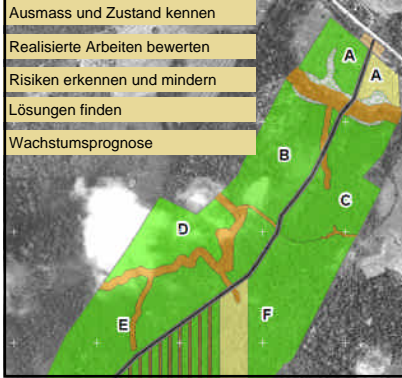 Ausmass und Zustand kennen
Realisierte Arbeiten bewerten
Risiken erkennen und mindern
Lösungen finden
Wachstumsprognose
A
A
B
C
D
E
F